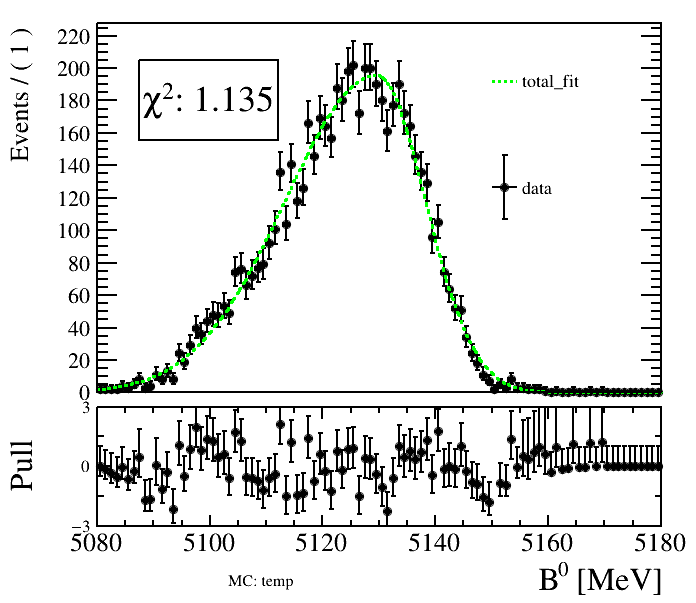 Events / ( 1 )
220
200
180
160
140
120
100
80
60
40
20
0
χ²: 1.135
total_fit
data
Pull
3
0
−3
5080 5100 5120 5140 5160 5180
MC: temp
B⁰ [MeV]